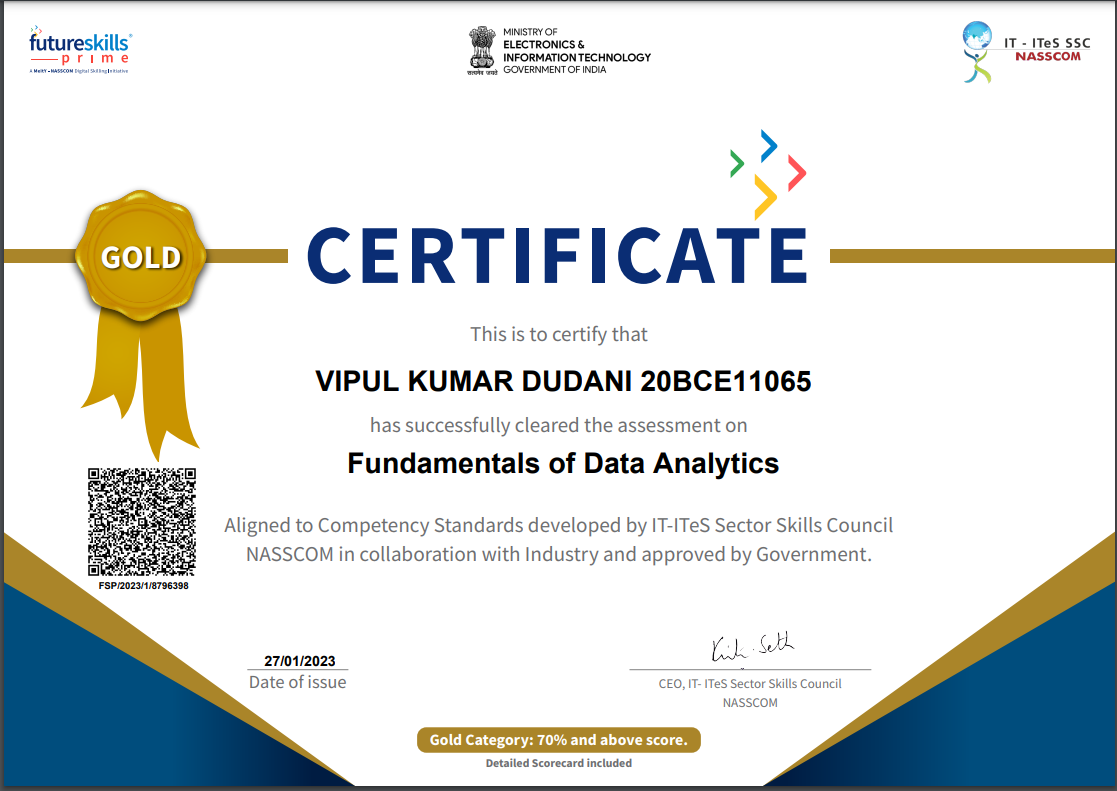 futureskills
prime
A MeitY - NASSCOM Digital Skilling Initiative
सत्यमेव जयते
MINISTRY OF
ELECTRONICS &
INFORMATION TECHNOLOGY
GOVERNMENT OF INDIA
IT - ITeS SSC
NASSCOM
GOLD
CERTIFICATE
This is to certify that
VIPUL KUMAR DUDANI 20BCE11065
has successfully cleared the assessment on
Fundamentals of Data Analytics
Aligned to Competency Standards developed by IT-ITeS Sector Skills Council
NASSCOM in collaboration with Industry and approved by Government.
FSP/2023/1/8796398
27/01/2023
Date of issue
CEO, IT- ITeS Sector Skills Council
NASSCOM
Gold Category: 70% and above score.
Detailed Scorecard included